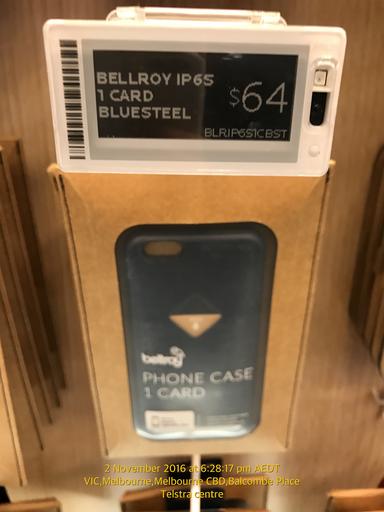 BELLROY IP6S
1 CARD
BLUESTEEL
$64
BLRIP6S1CBST
bellroy
PHONE CASE
1 CARD
2 November 2016 at 6:28:17 pm AEDT
VIC,Melbourne,Melbourne CBD,Balcombe Place
Telstra centre